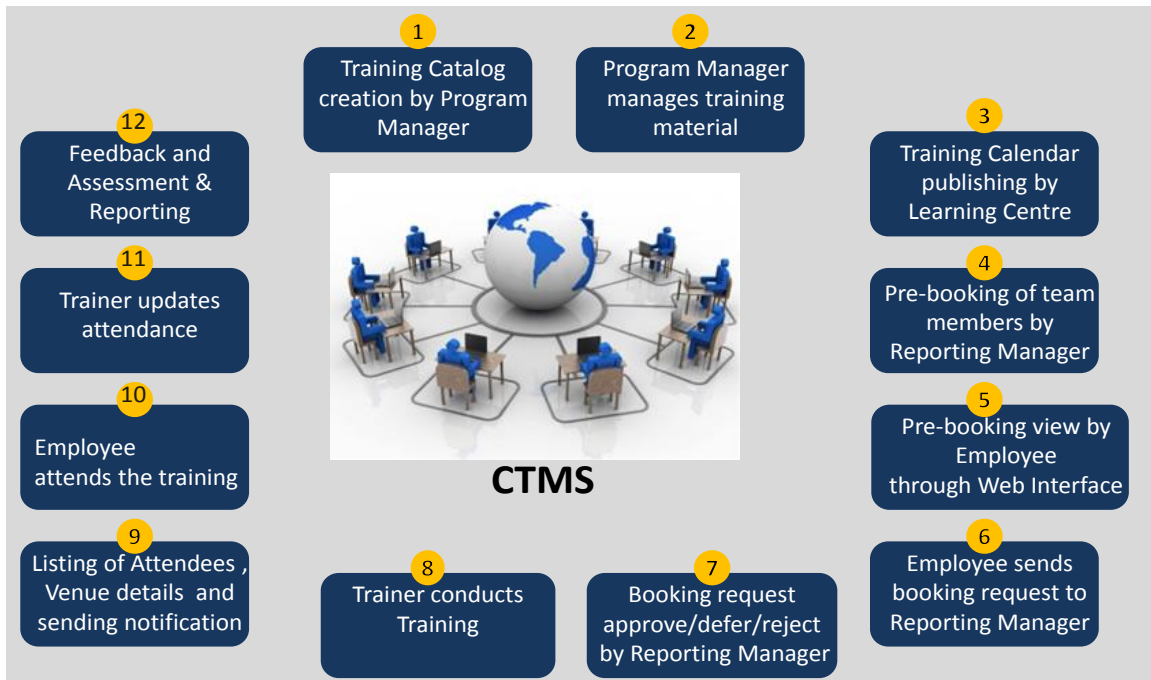 1
Training Catalog
creation by Program
Manager
2
Program Manager
manages training
material
3
Training Calendar
publishing by
Learning Centre
4
Pre-booking of team
members by
Reporting Manager
5
Pre-booking view by
Employee
through Web Interface
6
Employee sends
booking request to
Reporting Manager
7
Booking request
approve/defer/reject
by Reporting Manager
8
Trainer conducts
Training
9
Listing of Attendees ,
Venue details and
sending notification
10
Employee
attends the training
11
Trainer updates
attendance
12
Feedback and
Assessment &
Reporting
CTMS